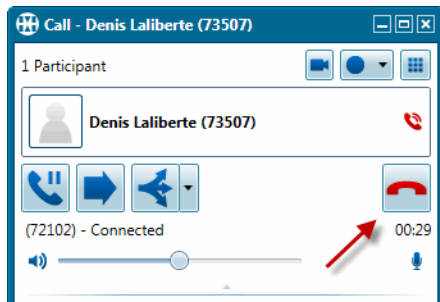 Call - Denis Laliberte (73507)
1 Participant
Denis Laliberte (73507)
(72102) - Connected 00:29